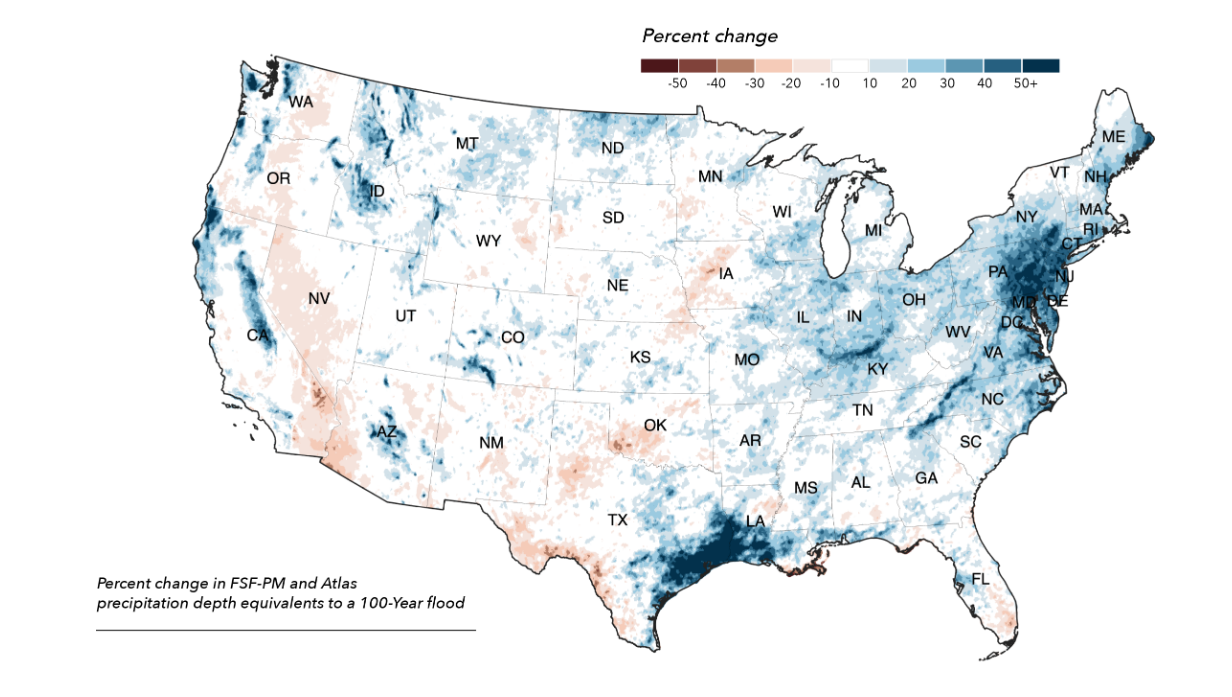 Percent change
-50 -40 -30 -20 -10 10 20 30 40 50+
WA
ME
MT
ND
VT
OR
MN
NH
ID
WI
MA
SD
NY
MI
RI
WY
CT
IA
PA
NJ
NE
NV
OH
MD DE
UT
IL
IN
DC
CA
CO
WV
VA
KS
MO
KY
NC
TN
OK
AZ
NM
AR
SC
GA
MS
AL
TX
LA
FL
Percent change in FSF-PM and Atlas
precipitation depth equivalents to a 100-Year flood